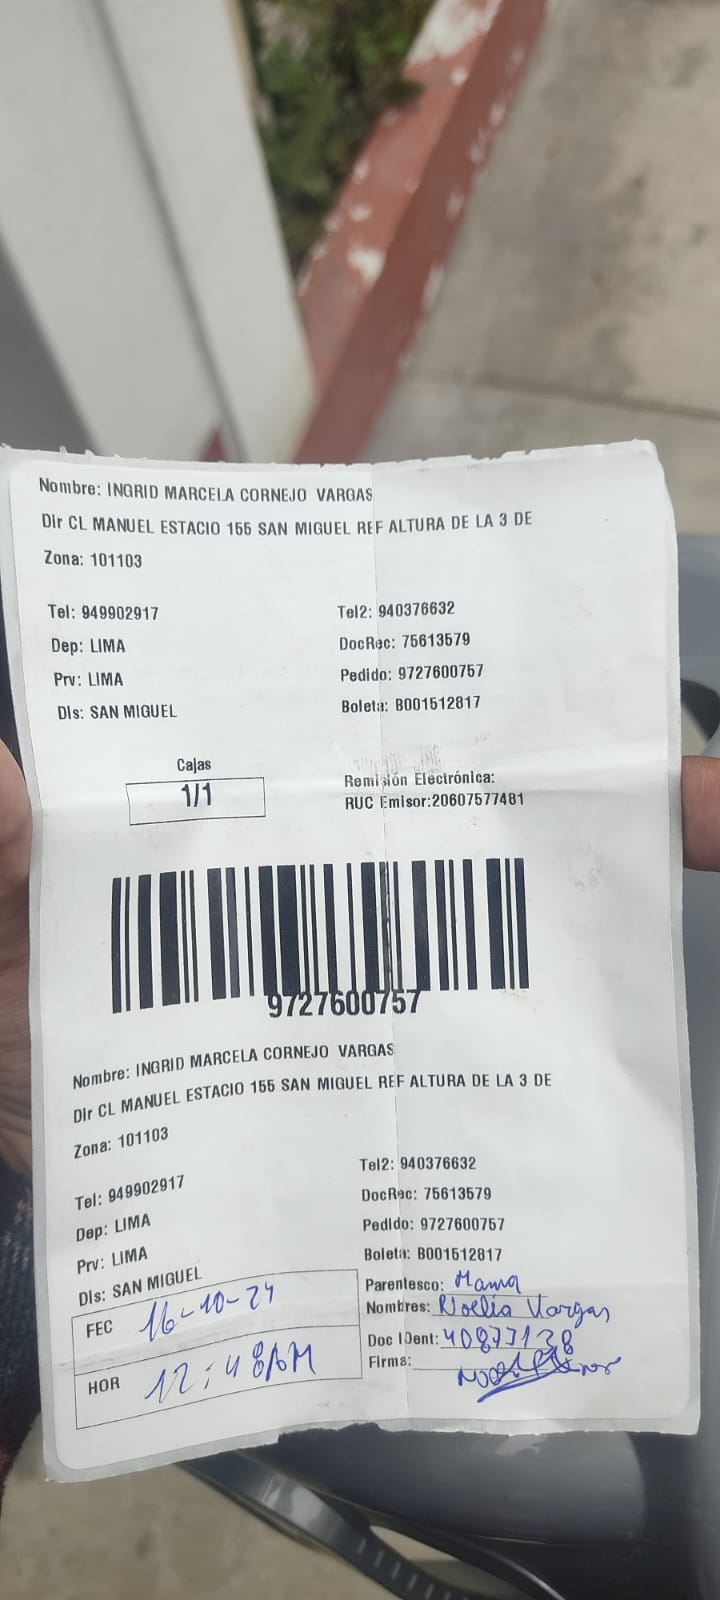 Nombre: INGRID MARCELA CORNEJO VARGAS
Dir CL MANUEL ESTACIO 155 SAN MIGUEL REF ALTURA DE LA 3 DE
Zona: 101103
Tel: 949902917 Tel2: 940376632
Dep: LIMA DocRec: 75613579
Prv: LIMA Pedido: 9727600757
Dis: SAN MIGUEL Boleta: B001512817
Cajas
1/1
Remisión Electrónica:
RUC Emisor:20607577481
9727600757
Nombre: INGRID MARCELA CORNEJO VARGAS
Dir CL MANUEL ESTACIO 155 SAN MIGUEL REF ALTURA DE LA 3 DE
Zona: 101103
Tel: 949902917 Tel2: 940376632
Dep: LIMA DocRec: 75613579
Prv: LIMA Pedido: 9727600757
Dis: SAN MIGUEL Boleta: B001512817
Parentesco: Mama
FEC 16-10-24 Nombres: Noelia Vargas
Doc IDent: 40877138
HOR 12:48 Firma: